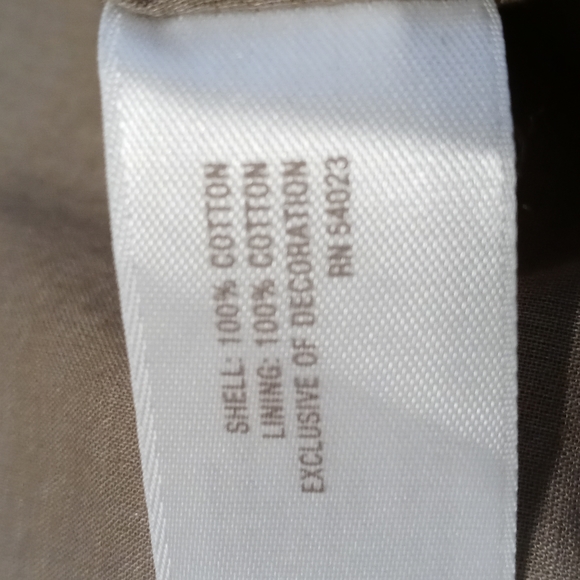 SHELL: 100% COTTON
LINING: 100% COTTON
EXCLUSIVE OF DECORATION
RN 54023